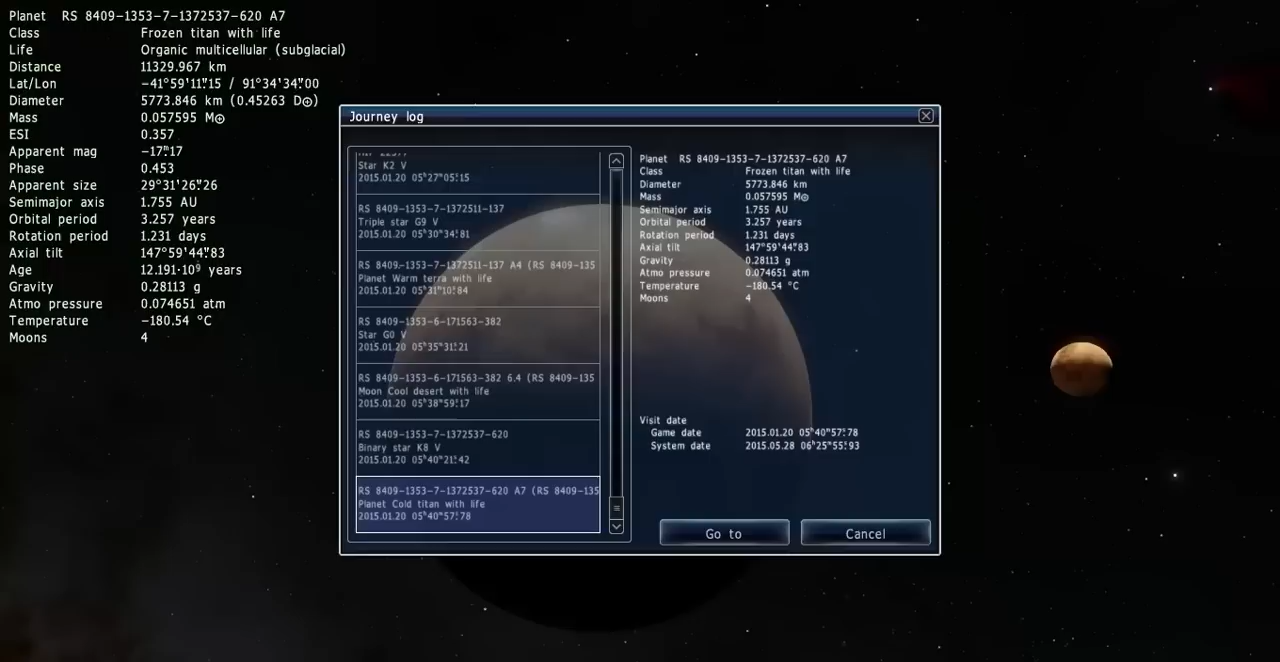 Planet RS 8409-1353-7-1372537-620 A7
Class Frozen titan with life
Life Organic multicellular (subglacial)
Distance 11329.967 km
Lat/Lon -41°59'11".15 / 91°34'34".00
Diameter 5773.846 km (0.45263 D⊕)
Mass 0.057595 M⊕
ESI 0.357
Apparent mag -17ᵐ.17
Phase 0.453
Apparent size 29°31'26".26
Semimajor axis 1.755 AU
Orbital period 3.257 years
Rotation period 1.231 days
Axial tilt 147°59'44".83
Age 12.191·10⁹ years
Gravity 0.28113 g
Atmo pressure 0.074651 atm
Temperature -180.54 °C
Moons 4
Journey log
Star K2 V
2015.01.20 05ʰ27ᵐ05ˢ.15
RS 8409-1353-7-1372511-137
Triple star G9 V
2015.01.20 05ʰ30ᵐ34ˢ.81
RS 8409-1353-7-1372511-137 A4 (RS 8409-135
Planet Warm terra with life
2015.01.20 05ʰ31ᵐ10ˢ.84
RS 8409-1353-6-171563-382
Star G0 V
2015.01.20 05ʰ35ᵐ31ˢ.21
RS 8409-1353-6-171563-382 6.4 (RS 8409-135
Moon Cool desert with life
2015.01.20 05ʰ38ᵐ59ˢ.17
RS 8409-1353-7-1372537-620
Binary star K8 V
2015.01.20 05ʰ40ᵐ21ˢ.42
RS 8409-1353-7-1372537-620 A7 (RS 8409-135
Planet Cold titan with life
2015.01.20 05ʰ40ᵐ57ˢ.78
Planet RS 8409-1353-7-1372537-620 A7
Class Frozen titan with life
Diameter 5773.846 km
Mass 0.057595 M⊕
Semimajor axis 1.755 AU
Orbital period 3.257 years
Rotation period 1.231 days
Axial tilt 147°59'44".83
Gravity 0.28113 g
Atmo pressure 0.074651 atm
Temperature -180.54 °C
Moons 4
Visit date
Game date 2015.01.20 05ʰ40ᵐ57ˢ.78
System date 2015.05.28 06ʰ25ᵐ55ˢ.93
Go to
Cancel